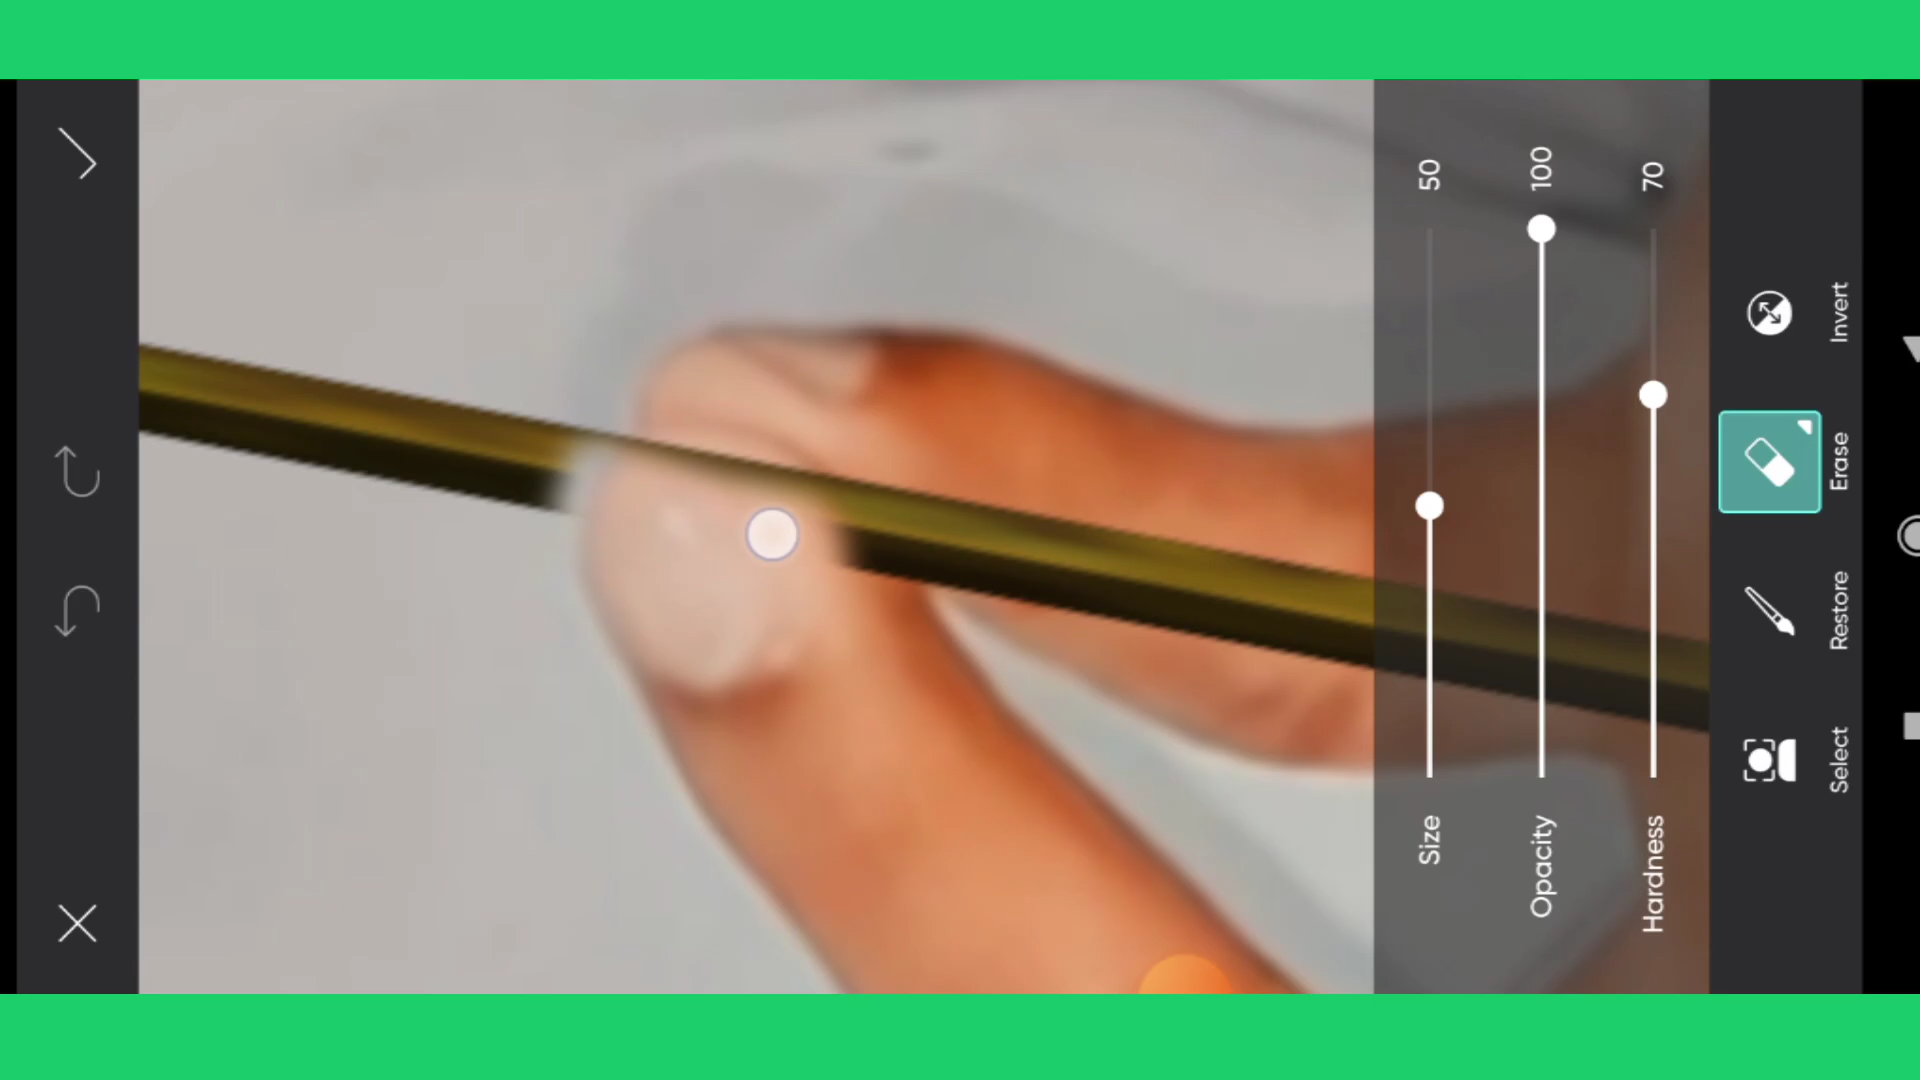 Size 50
Opacity 100
Hardness 70
Select
Restore
Erase
Invert